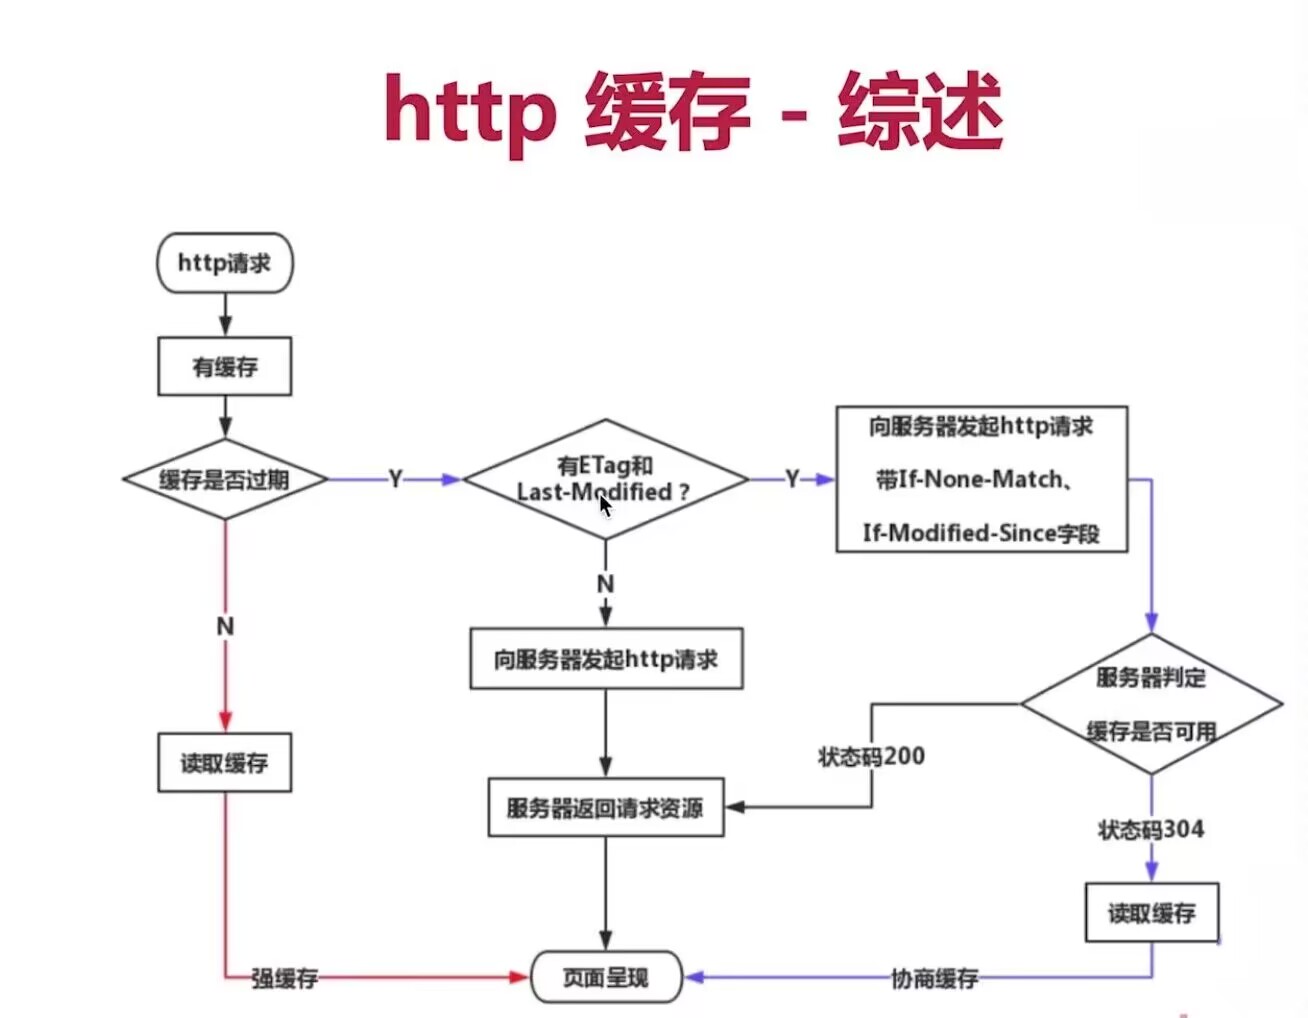 http 缓存 - 综述
http请求
有缓存
缓存是否过期
Y
有ETag和
Last-Modified？
Y
向服务器发起http请求
带If-None-Match、
If-Modified-Since字段
N
N
向服务器发起http请求
服务器判定
缓存是否可用
读取缓存
状态码200
服务器返回请求资源
状态码304
读取缓存
强缓存
页面呈现
协商缓存